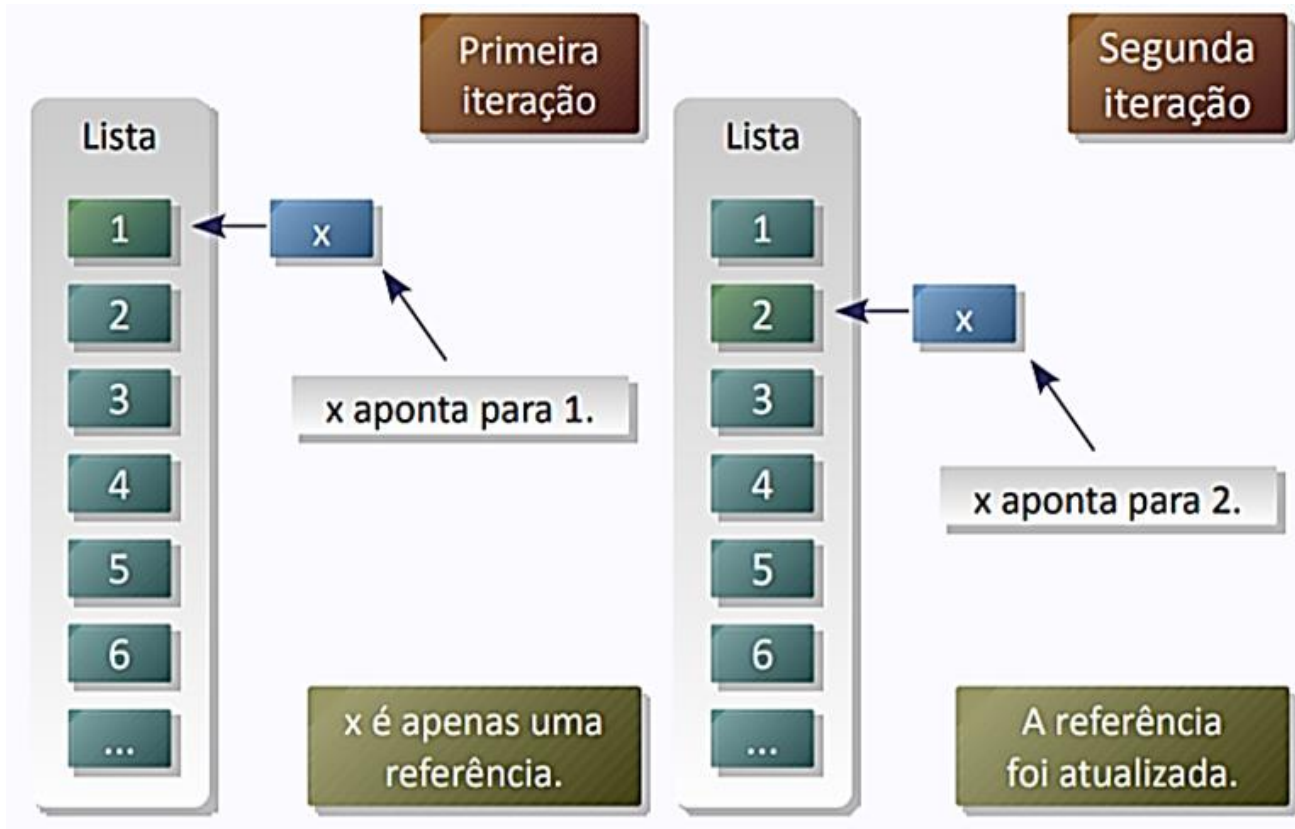 Primeira
iteração
Lista
1
x
2
3
x aponta para 1.
4
5
6
...
x é apenas uma
referência.
Segunda
iteração
Lista
1
2
x
3
4
x aponta para 2.
5
6
...
A referência
foi atualizada.